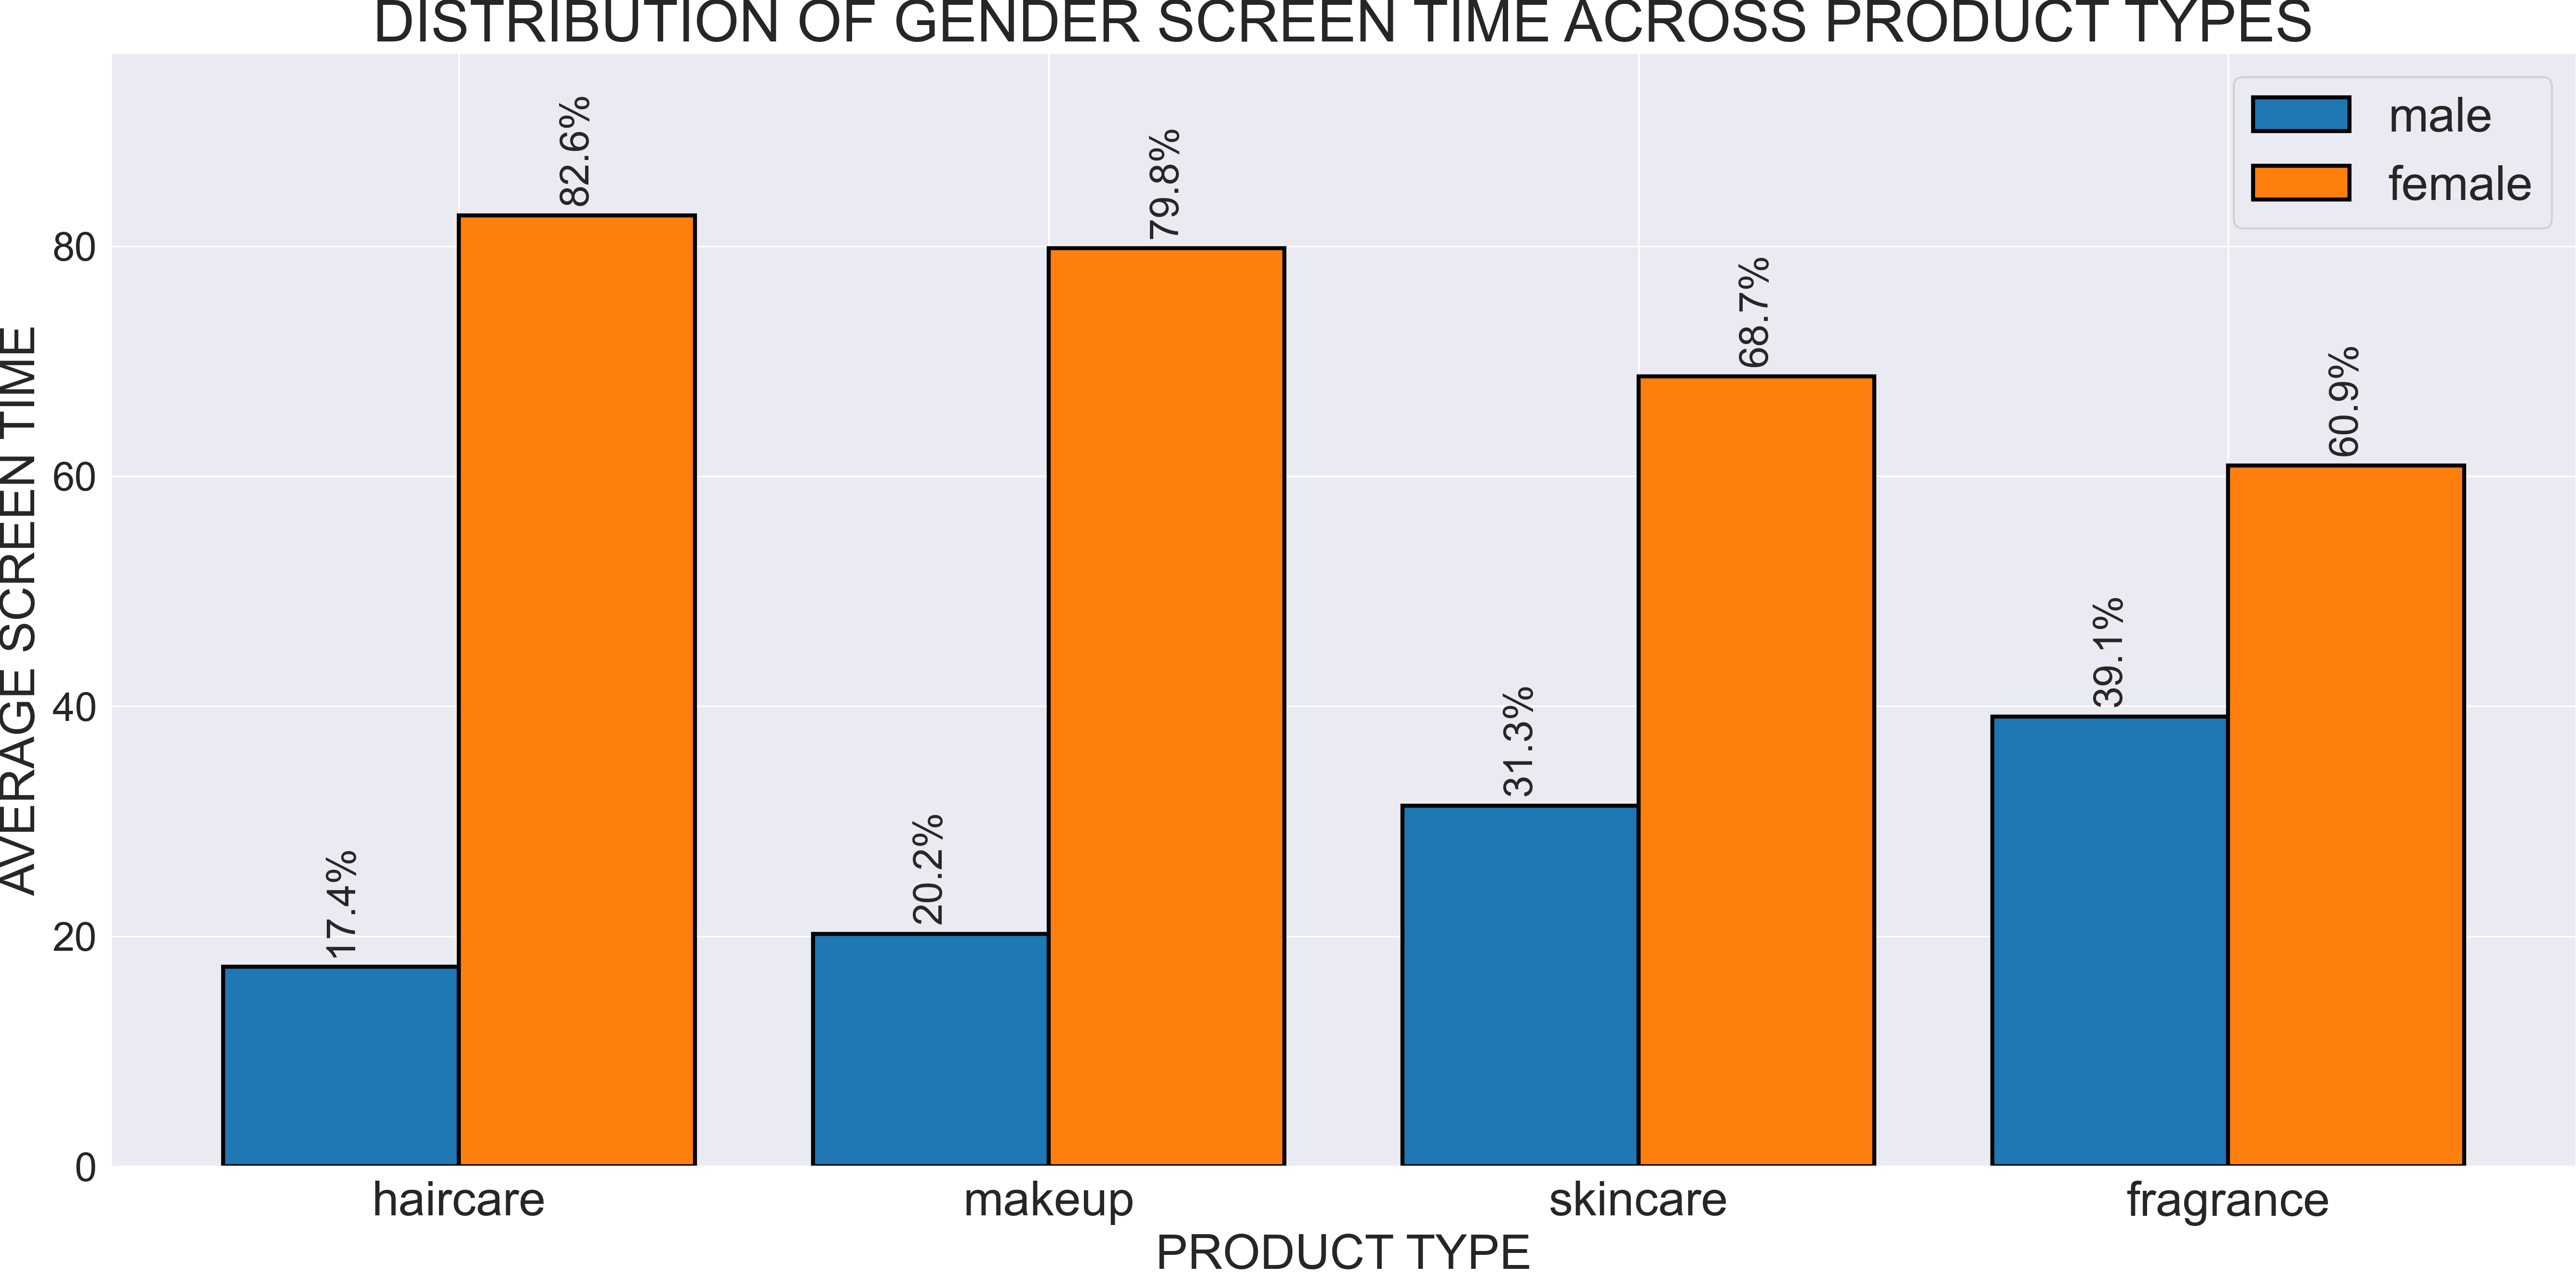 DISTRIBUTION OF GENDER SCREEN TIME ACROSS PRODUCT TYPES
male
female
AVERAGE SCREEN TIME
80
60
40
20
0
17.4%
82.6%
20.2%
79.8%
31.3%
68.7%
39.1%
60.9%
haircare
makeup
skincare
fragrance
PRODUCT TYPE